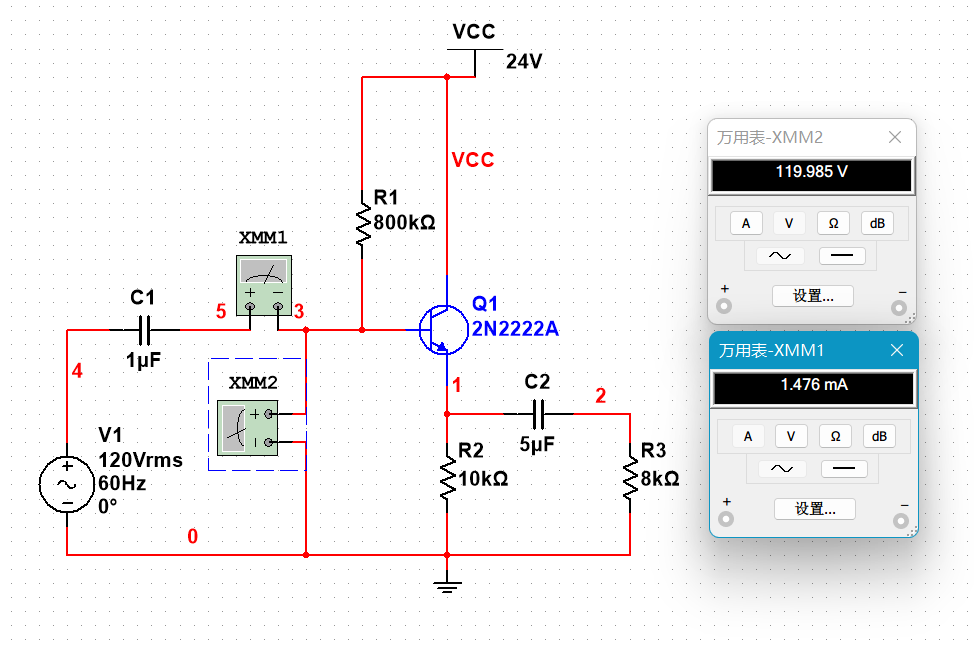 VCC
24V
VCC
R1
800kΩ
XMM1
5
3
C1
1µF
4
Q1
2N2222A
XMM2
1
C2
2
5µF
V1
120Vrms
60Hz
0°
R2
10kΩ
R3
8kΩ
0
万用表-XMM2
119.985 V
A V Ω dB
+ −
设置...
万用表-XMM1
1.476 mA
A V Ω dB
+ −
设置...